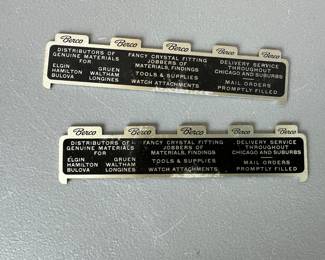 Berco Berco Berco Berco Berco
DISTRIBUTORS OF
GENUINE MATERIALS
FOR
ELGIN GRUEN
HAMILTON WALTHAM
BULOVA LONGINES
FANCY CRYSTAL FITTING
JOBBERS OF
MATERIALS, FINDINGS
TOOLS & SUPPLIES
WATCH ATTACHMENTS
DELIVERY SERVICE
THROUGHOUT
CHICAGO AND SUBURBS
MAIL ORDERS
PROMPTLY FILLED
Berco Berco Berco Berco Berco
DISTRIBUTORS OF
GENUINE MATERIALS
FOR
ELGIN GRUEN
HAMILTON WALTHAM
BULOVA LONGINES
FANCY CRYSTAL FITTING
JOBBERS OF
MATERIALS, FINDINGS
TOOLS & SUPPLIES
WATCH ATTACHMENTS
DELIVERY SERVICE
THROUGHOUT
CHICAGO AND SUBURBS
MAIL ORDERS
PROMPTLY FILLED